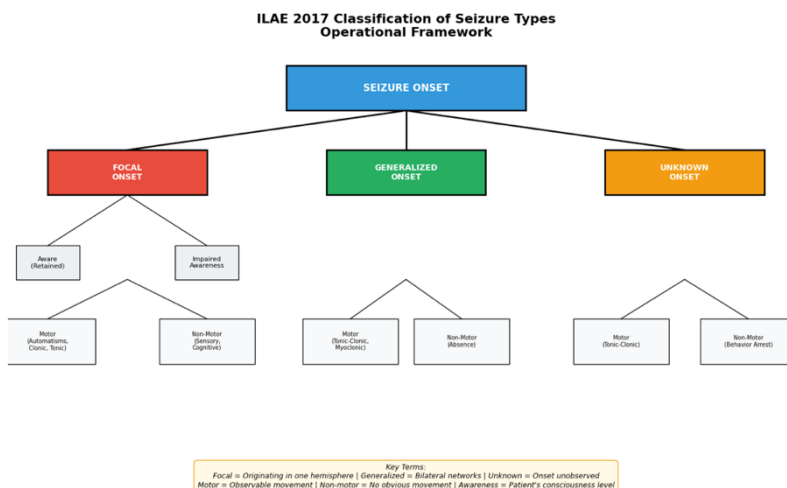 ILAE 2017 Classification of Seizure Types
Operational Framework
SEIZURE ONSET
FOCAL
ONSET
GENERALIZED
ONSET
UNKNOWN
ONSET
Aware
(Retained)
Impaired
Awareness
Motor
(Automatisms,
Clonic, Tonic)
Non-Motor
(Sensory,
Cognitive)
Motor
(Tonic-Clonic,
Myoclonic)
Non-Motor
(Absence)
Motor
(Tonic-Clonic)
Non-Motor
(Behavior Arrest)
Key Terms:
Focal = Originating in one hemisphere | Generalized = Bilateral networks | Unknown = Onset unobserved
Motor = Observable movement | Non-motor = No obvious movement | Awareness = Patient's consciousness level